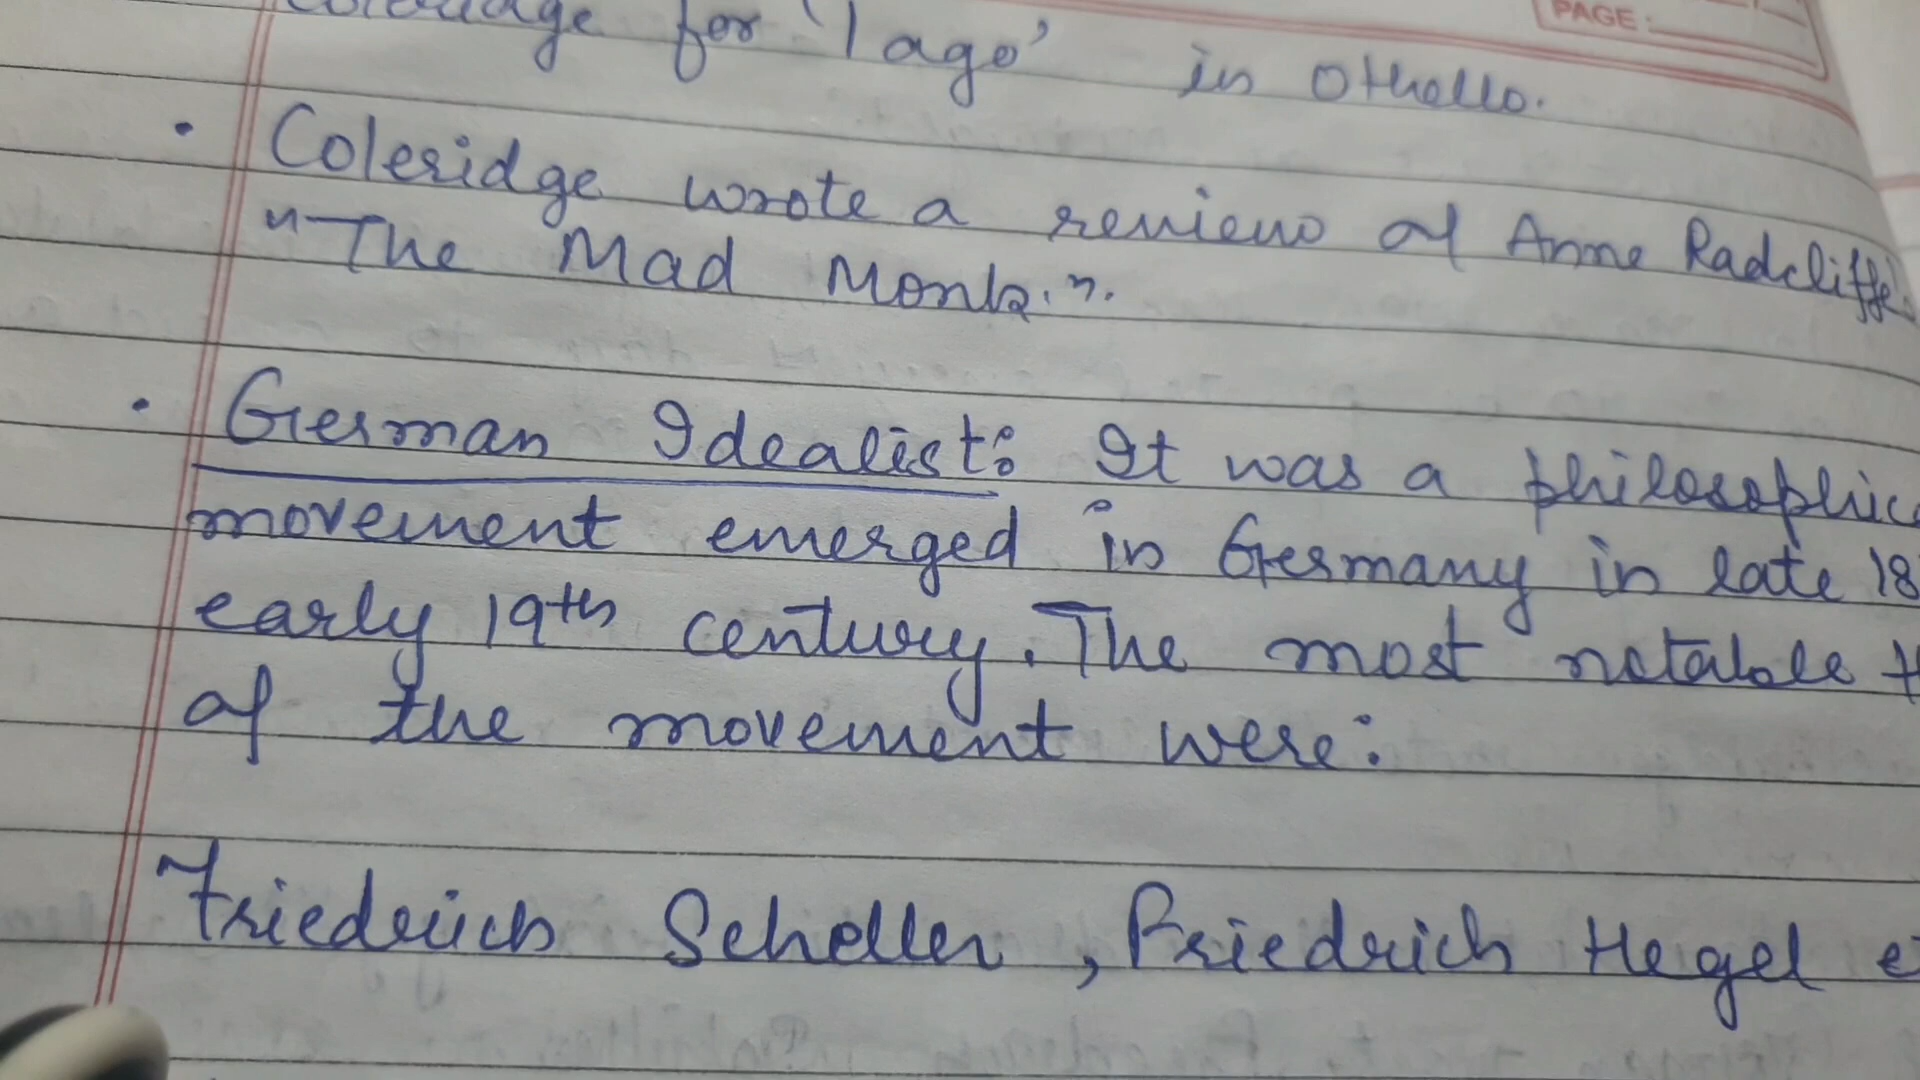 PAGE:
Coleridge for 'Iago' in Othello.
• Coleridge wrote a review of Anne Radcliffe
"The Mad Monk.".
• German Idealist: It was a philosophic
movement emerged in Germany in late 18
early 19th century. The most notable t
of the movement were:
Friedrich Scheller, Friedrich Hegel e